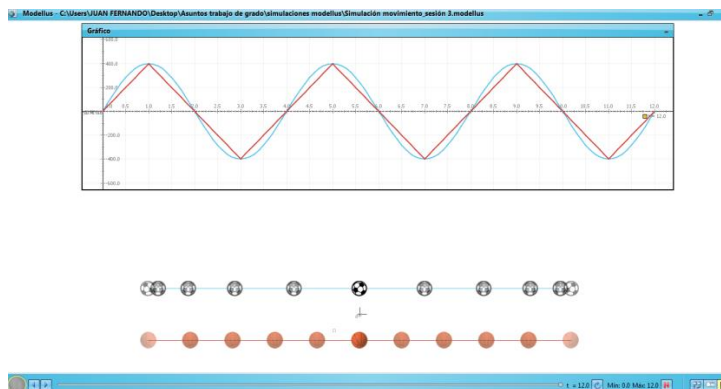 Modellus - C:\Users\JUAN FERNANDO\Desktop\Asuntos trabajo de grado\simulaciones modellus\Simulación movimiento_sesión 3.modellus
Gráfico
600.0
400.0
200.0
0.5 1.0 1.5 2.0 2.5 3.0 3.5 4.0 4.5 5.0 5.5 6.0 6.5 7.0 7.5 8.0 8.5 9.0 9.5 10.0 10.5 11.0 11.5 12.0
= 12.0
-200.0
-400.0
-600.0
t = 12.0 Min: 0.0 Máx: 12.0